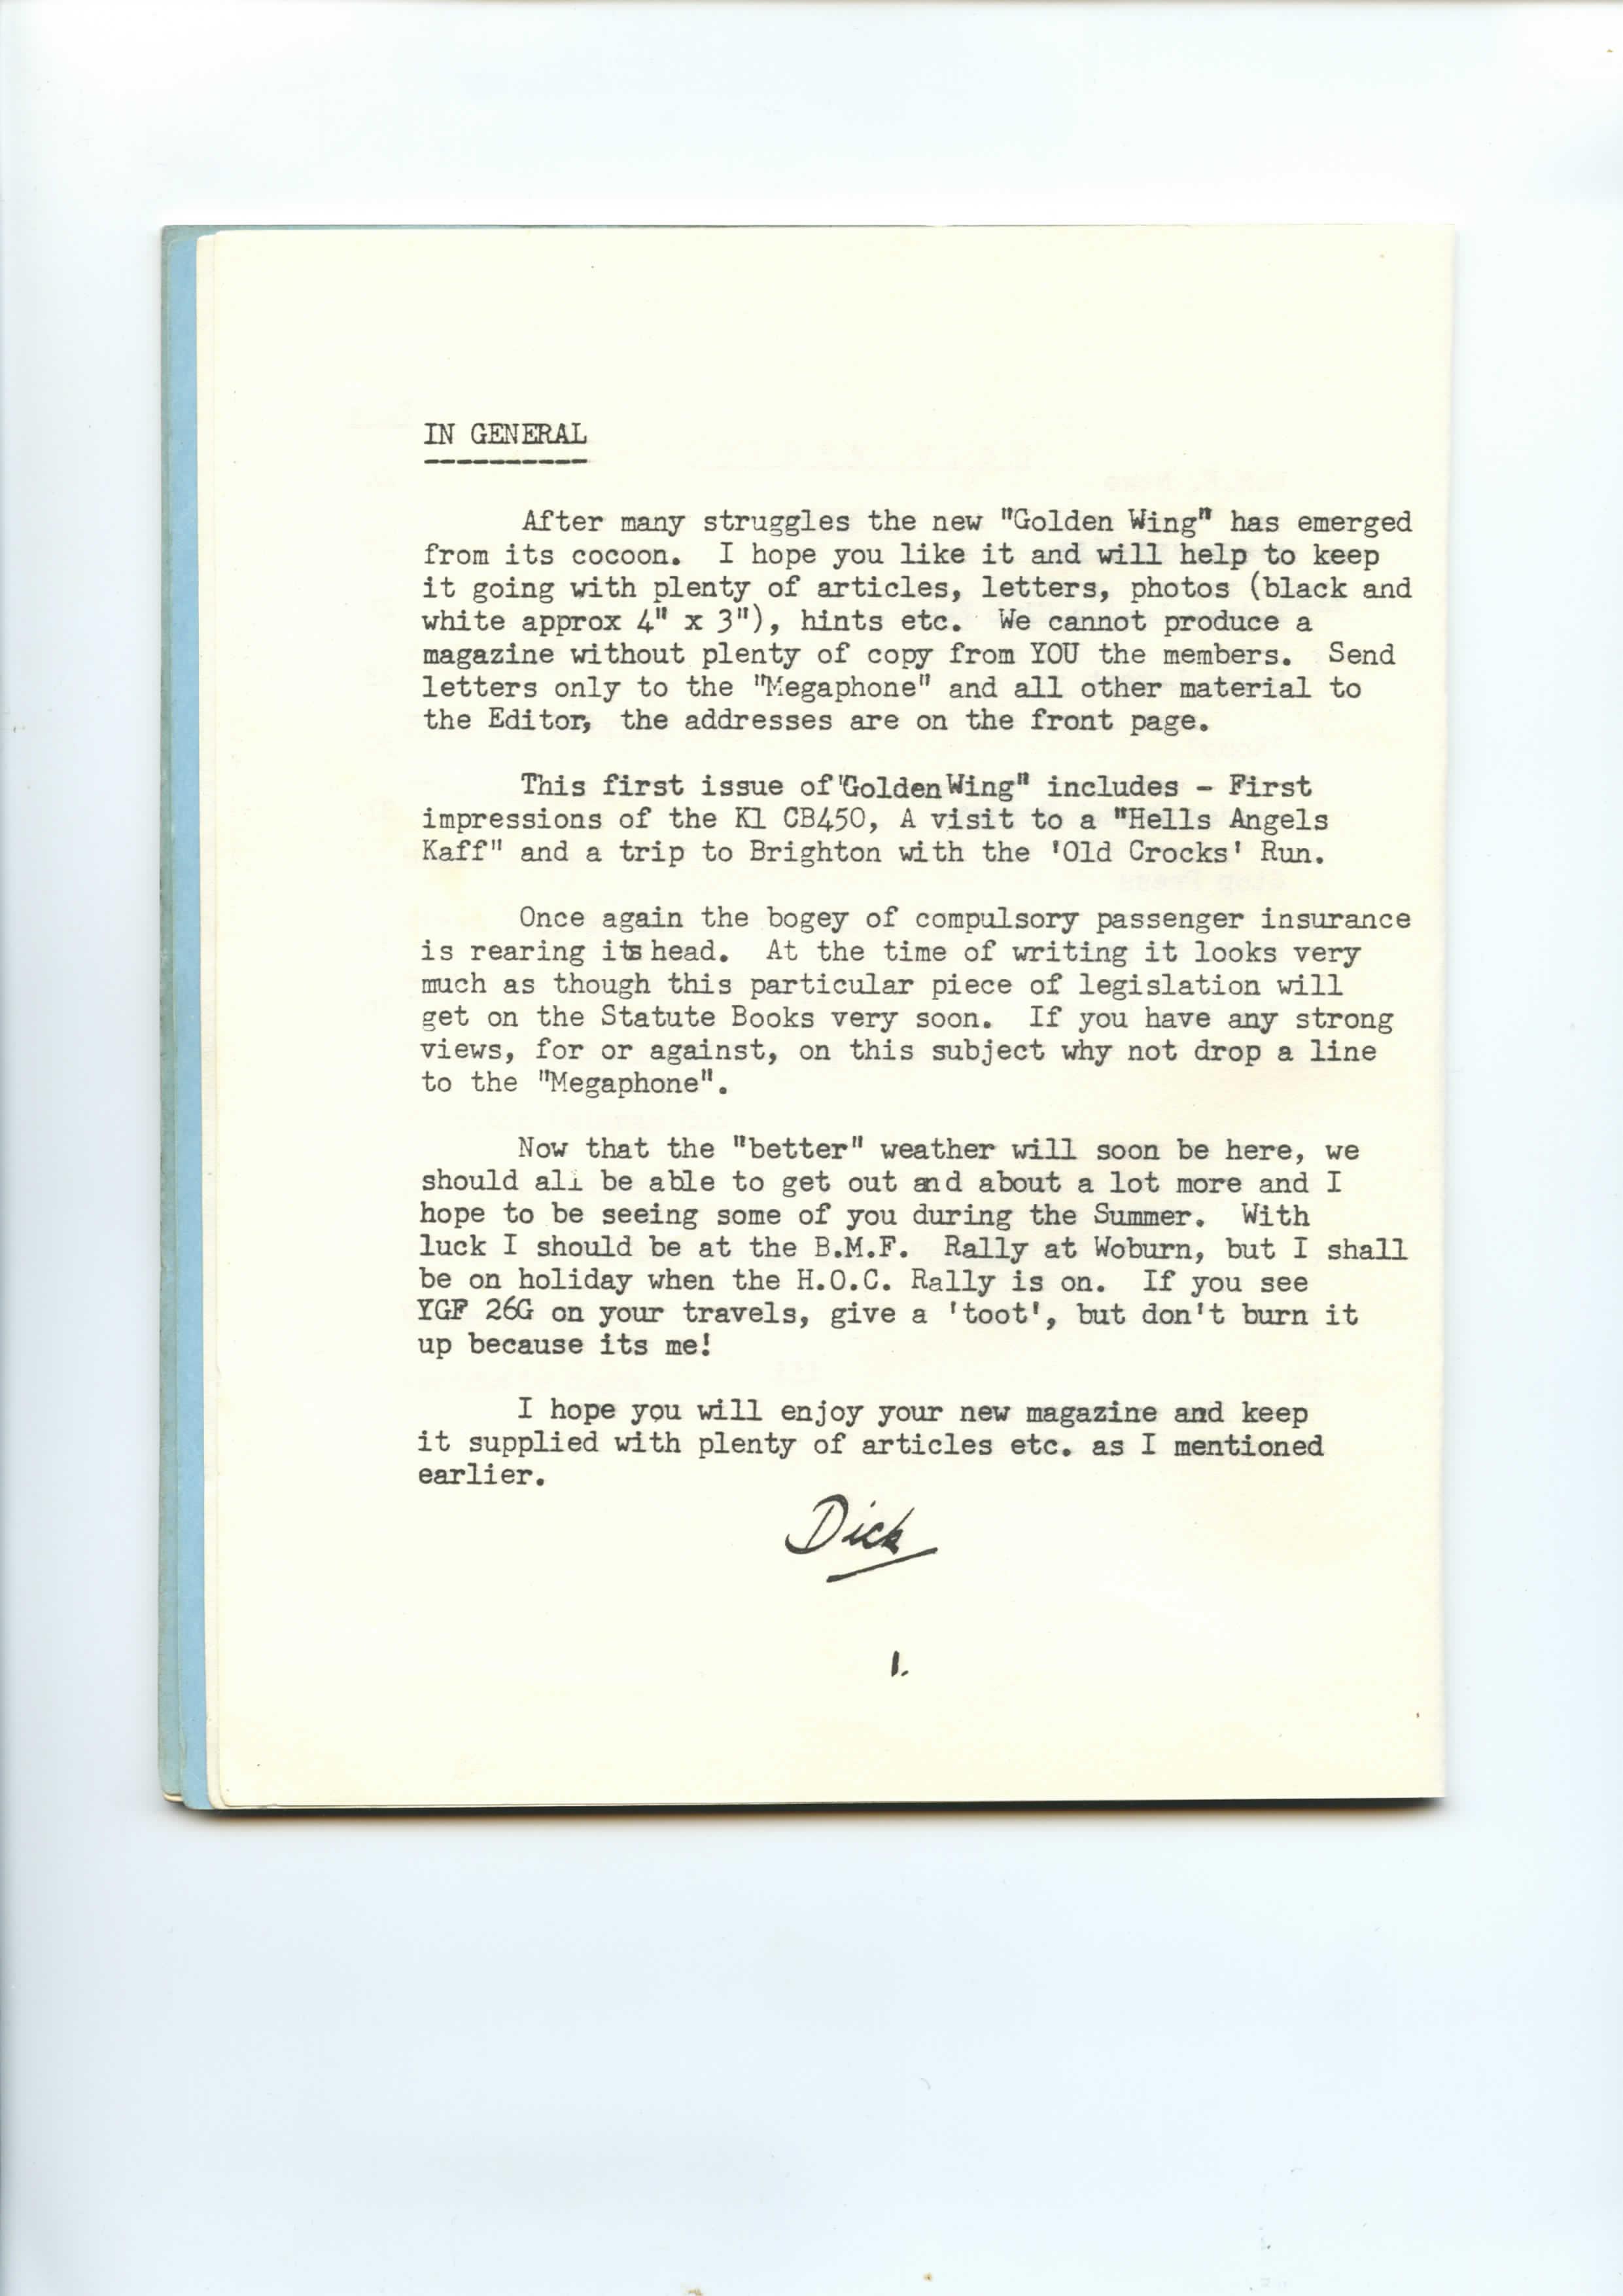 IN GENERAL
After many struggles the new "Golden Wing" has emerged
from its cocoon. I hope you like it and will help to keep
it going with plenty of articles, letters, photos (black and
white approx 4" x 3"), hints etc. We cannot produce a
magazine without plenty of copy from YOU the members. Send
letters only to the "Megaphone" and all other material to
the Editor, the addresses are on the front page.
This first issue of "Golden Wing" includes - First
impressions of the K1 CB450, A visit to a "Hells Angels
Kaff" and a trip to Brighton with the 'Old Crocks' Run.
Once again the bogey of compulsory passenger insurance
is rearing its head. At the time of writing it looks very
much as though this particular piece of legislation will
get on the Statute Books very soon. If you have any strong
views, for or against, on this subject why not drop a line
to the "Megaphone".
Now that the "better" weather will soon be here, we
should all be able to get out and about a lot more and I
hope to be seeing some of you during the Summer. With
luck I should be at the B.M.F. Rally at Woburn, but I shall
be on holiday when the H.O.C. Rally is on. If you see
YGF 26G on your travels, give a 'toot', but don't burn it
up because its me!
I hope you will enjoy your new magazine and keep
it supplied with plenty of articles etc. as I mentioned
earlier.
Dick
1.